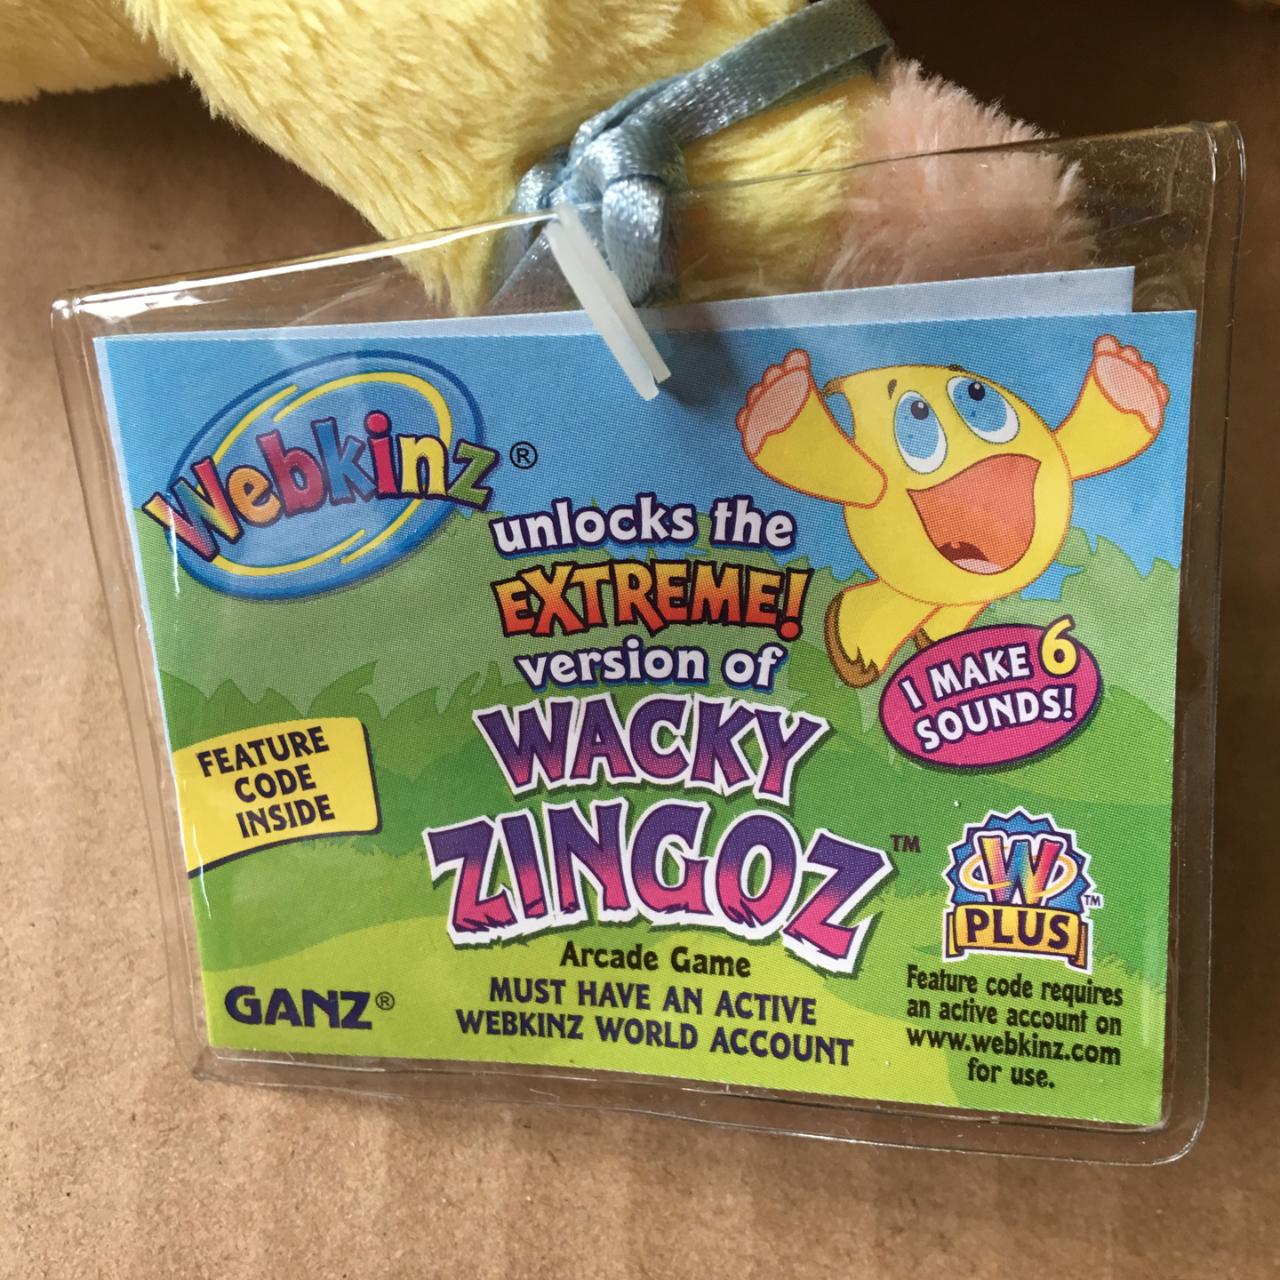 Webkinz®
unlocks the
EXTREME!
version of
WACKY
ZINGOZ™
Arcade Game
MUST HAVE AN ACTIVE
WEBKINZ WORLD ACCOUNT
I MAKE 6
SOUNDS!
FEATURE
CODE
INSIDE
GANZ®
W
PLUS™
Feature code requires
an active account on
www.webkinz.com
for use.